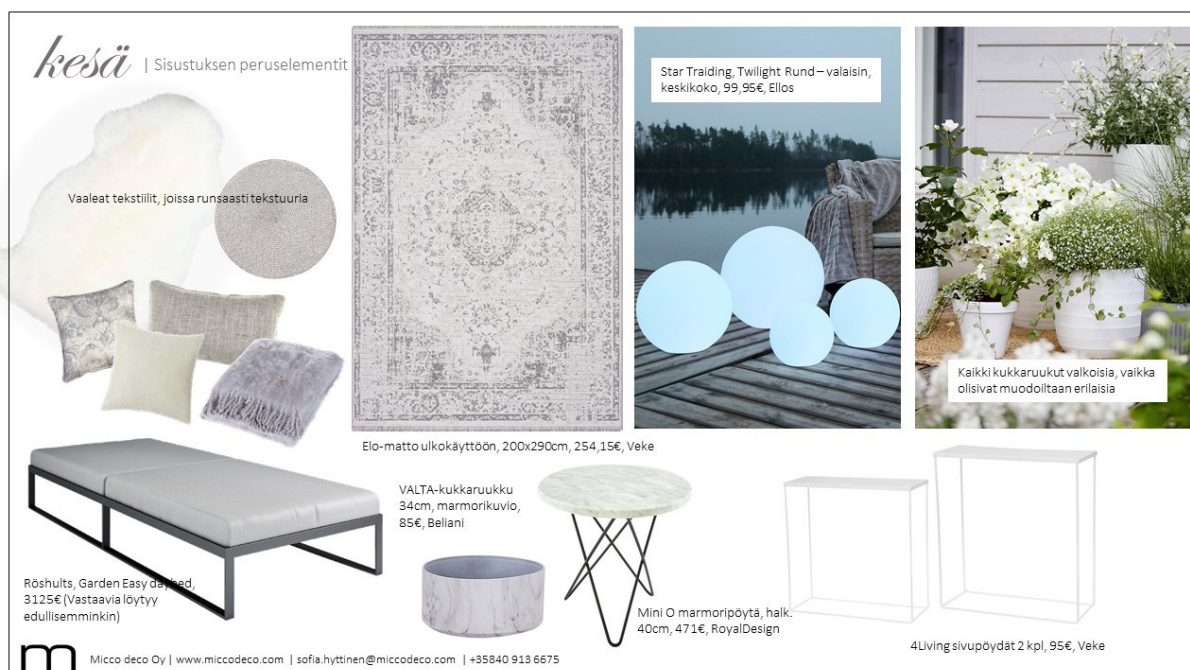 kesä | Sisustuksen peruselementit
Star Traiding, Twilight Rund – valaisin,
keskikoko, 99,95€, Ellos
Vaaleat tekstiilit, joissa runsaasti tekstuuria
Kaikki kukkaruukut valkoisia, vaikka
olisivat muodoiltaan erilaisia
Elo-matto ulkokäyttöön, 200x290cm, 254,15€, Veke
VALTA-kukkaruukku
34cm, marmorikuvio,
85€, Beliani
Röshults, Garden Easy daybed,
3125€ (Vastaavia löytyy
edullisemminkin)
Mini O marmoripöytä, halk.
40cm, 471€, RoyalDesign
4Living sivupöydät 2 kpl, 95€, Veke
m
Micco deco Oy | www.miccodeco.com | sofia.hyttinen@miccodeco.com | +35840 913 6675